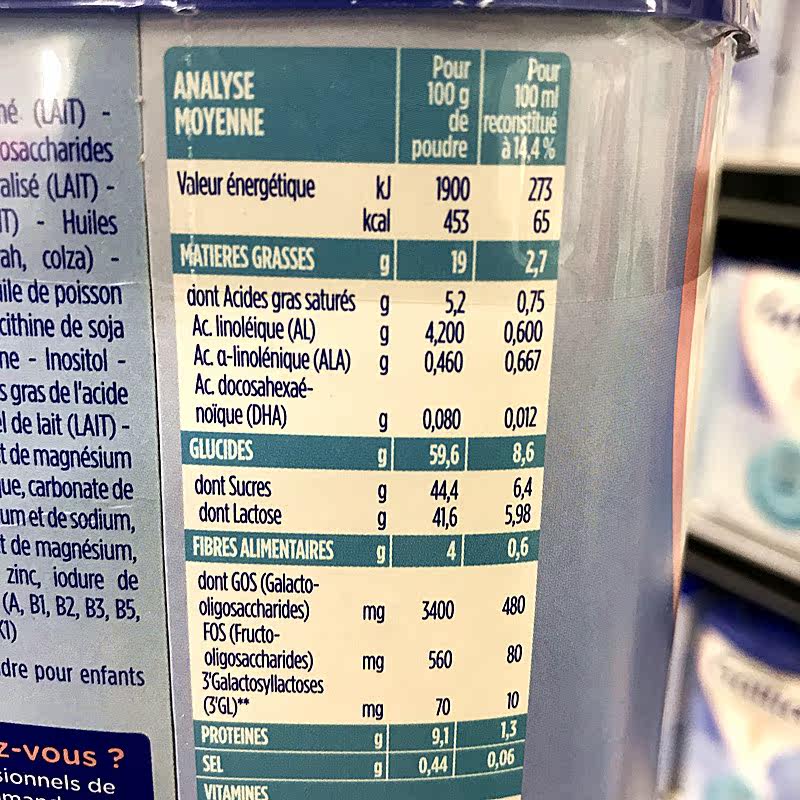 né (LAIT) -
osaccharides
alisé (LAIT) -
IT) - Huiles
ah, colza) -
ile de poisson
cithine de soja
ne - Inositol -
s gras de l'acide
el de lait (LAIT) -
t de magnésium
ue, carbonate de
um et de sodium,
t de magnésium,
zinc, iodure de
(A, B1, B2, B3, B5,
K1)
dre pour enfants
z-vous ?
sionnels de
ANALYSE MOYENNE Pour 100 g de poudre Pour 100 ml reconstitué à 14,4 %
Valeur énergétique kJ 1900 273
kcal 453 65
MATIERES GRASSES g 19 2,7
dont Acides gras saturés g 5,2 0,75
Ac. linoléique (AL) g 4,200 0,600
Ac. α-linolénique (ALA) g 0,460 0,667
Ac. docosahexaé-
noïque (DHA) g 0,080 0,012
GLUCIDES g 59,6 8,6
dont Sucres g 44,4 6,4
dont Lactose g 41,6 5,98
FIBRES ALIMENTAIRES g 4 0,6
dont GOS (Galacto-
oligosaccharides) mg 3400 480
FOS (Fructo-
oligosaccharides) mg 560 80
3'Galactosyllactoses
(3'GL)** mg 70 10
PROTEINES g 9,1 1,3
SEL g 0,44 0,06
VITAMINES